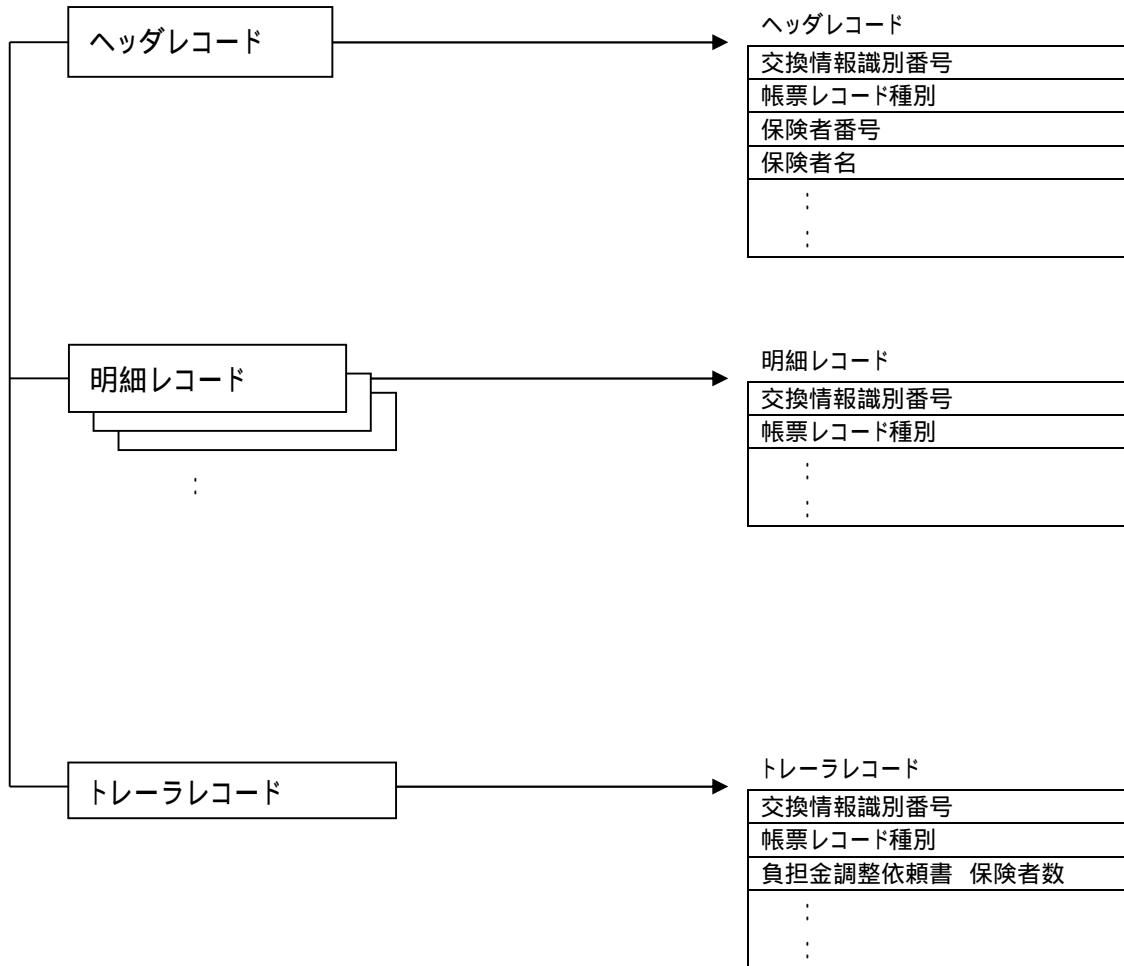 ヘッダレコード
ヘッダレコード
交換情報識別番号
帳票レコード種別
保険者番号
保険者名
:
:
明細レコード
:
明細レコード
交換情報識別番号
帳票レコード種別
:
:
トレーラレコード
トレーラレコード
交換情報識別番号
帳票レコード種別
負担金調整依頼書 保険者数
:
: